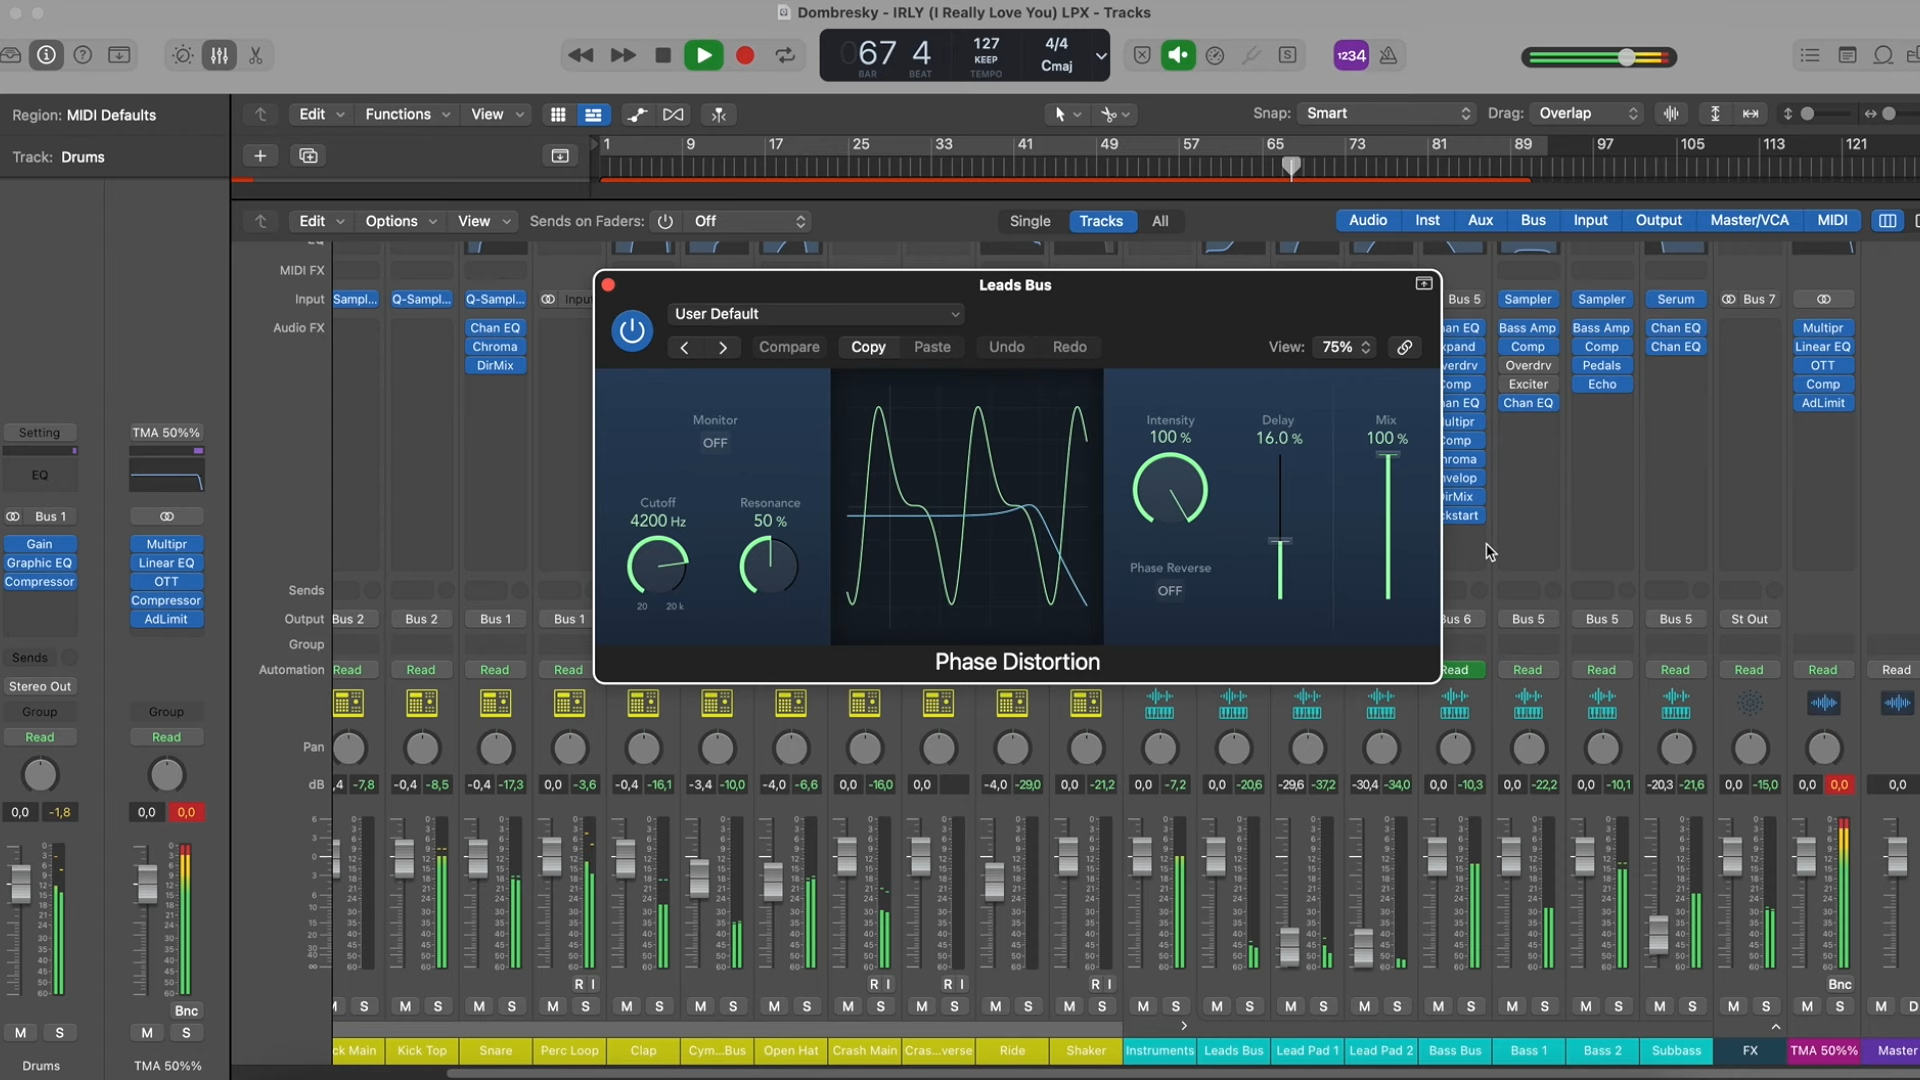 Dombresky - IRLY (I Really Love You) LPX - Tracks
67 4 127 KEEP 4/4 Cmaj 1234
BAR BEAT TEMPO
Region: MIDI Defaults
Edit Functions View Snap: Smart Drag: Overlap
Track: Drums
1 9 17 25 33 41 49 57 65 73 81 89 97 105 113 121
Edit Options View Sends on Faders: Off Single Tracks All Audio Inst Aux Bus Input Output Master/VCA MIDI
MIDI FX
Input Sampl... Q-Sampl... Q-Sampl... Bus 5 Sampler Sampler Serum Bus 7
Audio FX
Chan EQ
Chroma
DirMix
Leads Bus
User Default
Compare Copy Paste Undo Redo View: 75%
Monitor
OFF
Cutoff
4200 Hz
20 20 k
Resonance
50 %
Intensity
100 %
Delay
16.0 %
Mix
100 %
Phase Reverse
OFF
Phase Distortion
Bass Amp Bass Amp Chan EQ Multipr
Comp Comp Chan EQ Linear EQ
Overdrv Pedals OTT
Exciter Echo Comp
Chan EQ AdLimit
Setting TMA 50%%
EQ
Bus 1
Gain Multipr
Graphic EQ Linear EQ
Compressor OTT
Compressor
AdLimit
Sends
Stereo Out
Group Group
Read Read
0,0 -1,8 0,0 0,0
Bnc
M S M S
Drums TMA 50%%
Sends
Output Bus 2 Bus 2 Bus 1 Bus 1 Bus 5 Bus 5 Bus 5 St Out
Group
Automation Read Read Read Read Read Read Read Read Read Read Read
Pan
dB ,4 -7,8 -0,4 -8,5 -0,4 -17,3 0,0 -3,6 -0,4 -16,1 -3,4 -10,0 -4,0 -6,6 0,0 -16,0 0,0 -4,0 -29,0 0,0 -21,2 0,0 -7,2 0,0 -20,6 -29,6 -37,2 -30,4 -34,0 0,0 -10,3 0,0 -22,2 0,0 -10,1 -20,3 -21,6 0,0 -15,0 0,0 0,0 0,0
R I R I R I R I Bnc
S M S M S M S M S M S M S M S M S M S M S M S M S M S M S M S M S M S M S M S M S M D
ck Main Kick Top Snare Perc Loop Clap Cym...Bus Open Hat Crash Main Cras...verse Ride Shaker Instruments Leads Bus Lead Pad 1 Lead Pad 2 Bass Bus Bass 1 Bass 2 Subbass FX TMA 50%% Master